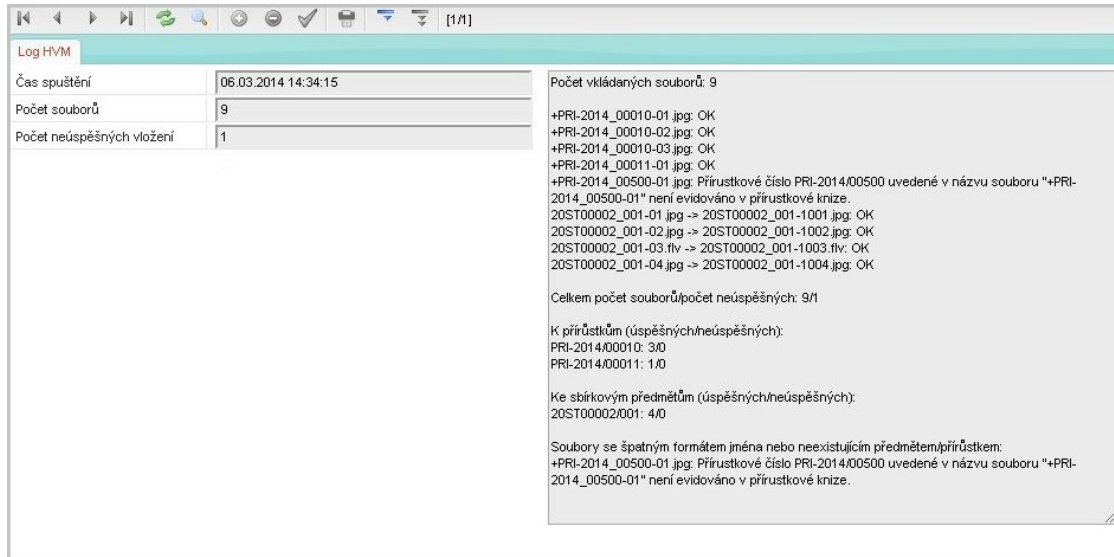 [1/1]
Log HVM
Čas spuštění 06.03.2014 14:34:15
Počet souborů 9
Počet neúspěšných vložení 1
Počet vkládaných souborů: 9
+PRI-2014_00010-01.jpg: OK
+PRI-2014_00010-02.jpg: OK
+PRI-2014_00010-03.jpg: OK
+PRI-2014_00011-01.jpg: OK
+PRI-2014_00500-01.jpg: Přírustkové číslo PRI-2014/00500 uvedené v názvu souboru "+PRI-
2014_00500-01" není evidováno v přírustkové knize.
20ST00002_001-01.jpg -> 20ST00002_001-1001.jpg: OK
20ST00002_001-02.jpg -> 20ST00002_001-1002.jpg: OK
20ST00002_001-03.flv -> 20ST00002_001-1003.flv: OK
20ST00002_001-04.jpg -> 20ST00002_001-1004.jpg: OK
Celkem počet souborů/počet neúspěšných: 9/1
K přírůstkům (úspěšných/neúspěšných):
PRI-2014/00010: 3/0
PRI-2014/00011: 1/0
Ke sbírkovým předmětům (úspěšných/neúspěšných):
20ST00002/001: 4/0
Soubory se špatným formátem jména nebo neexistujícím předmětem/přírůstkem:
+PRI-2014_00500-01.jpg: Přírustkové číslo PRI-2014/00500 uvedené v názvu souboru "+PRI-
2014_00500-01" není evidováno v přírustkové knize.